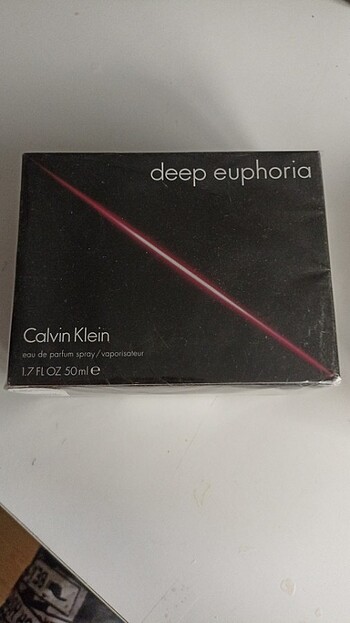 deep euphoria
Calvin Klein
eau de parfum spray/vaporisateur
1.7 FL OZ 50 ml ℮